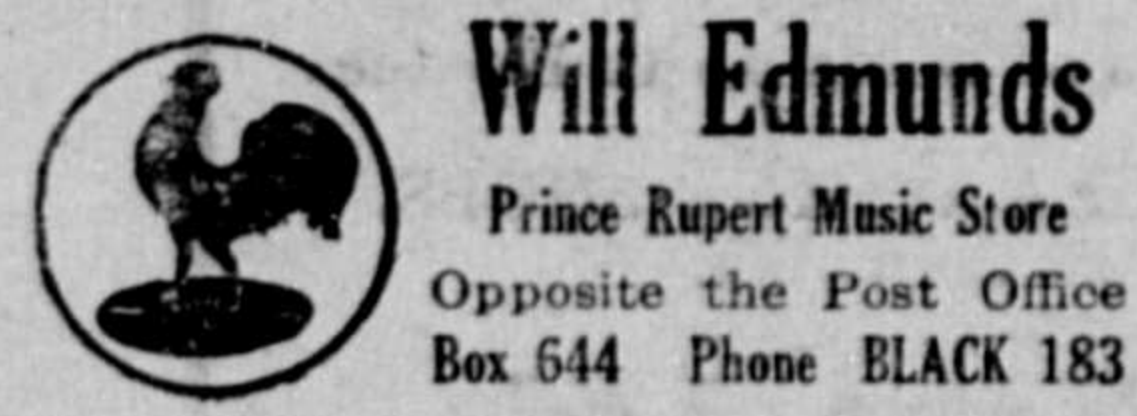 Will Edmunds
Prince Rupert Music Store
Opposite the Post Office
Box 644 Phone BLACK 183